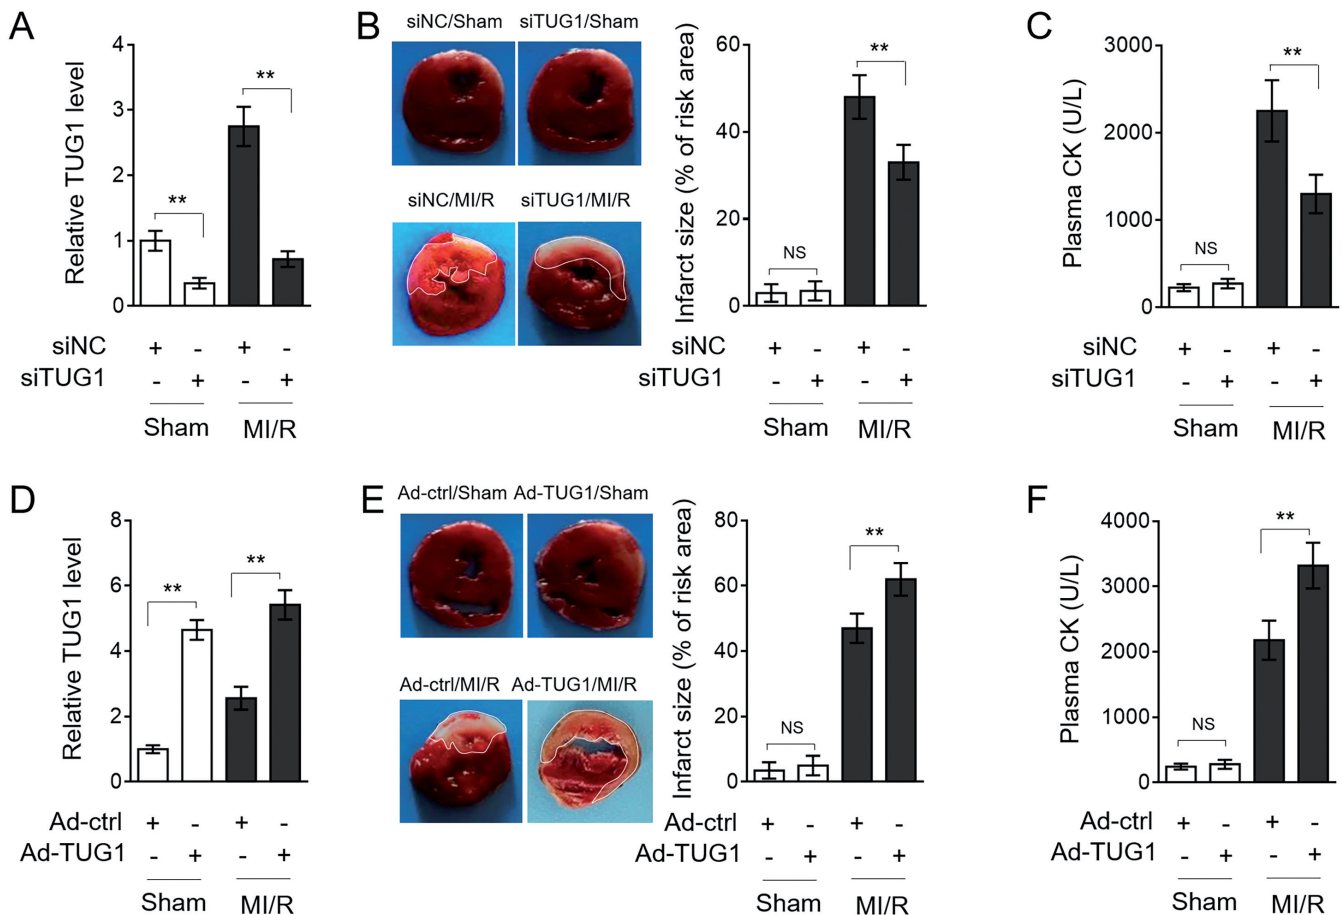 A
Relative TUG1 level
4
3
2
1
0
**
**
siNC + - + -
siTUG1 - + - +
Sham MI/R
B
siNC/Sham siTUG1/Sham
siNC/MI/R siTUG1/MI/R
Infarct size (% of risk area)
60
40
20
0
NS
**
siNC + - + -
siTUG1 - + - +
Sham MI/R
C
Plasma CK (U/L)
3000
2000
1000
0
NS
**
siNC + - + -
siTUG1 - + - +
Sham MI/R
D
Relative TUG1 level
8
6
4
2
0
**
**
Ad-ctrl + - + -
Ad-TUG1 - + - +
Sham MI/R
E
Ad-ctrl/Sham Ad-TUG1/Sham
Ad-ctrl/MI/R Ad-TUG1/MI/R
Infarct size (% of risk area)
80
60
40
20
0
NS
**
Ad-ctrl + - + -
Ad-TUG1 - + - +
Sham MI/R
F
Plasma CK (U/L)
4000
3000
2000
1000
0
NS
**
Ad-ctrl + - + -
Ad-TUG1 - + - +
Sham MI/R